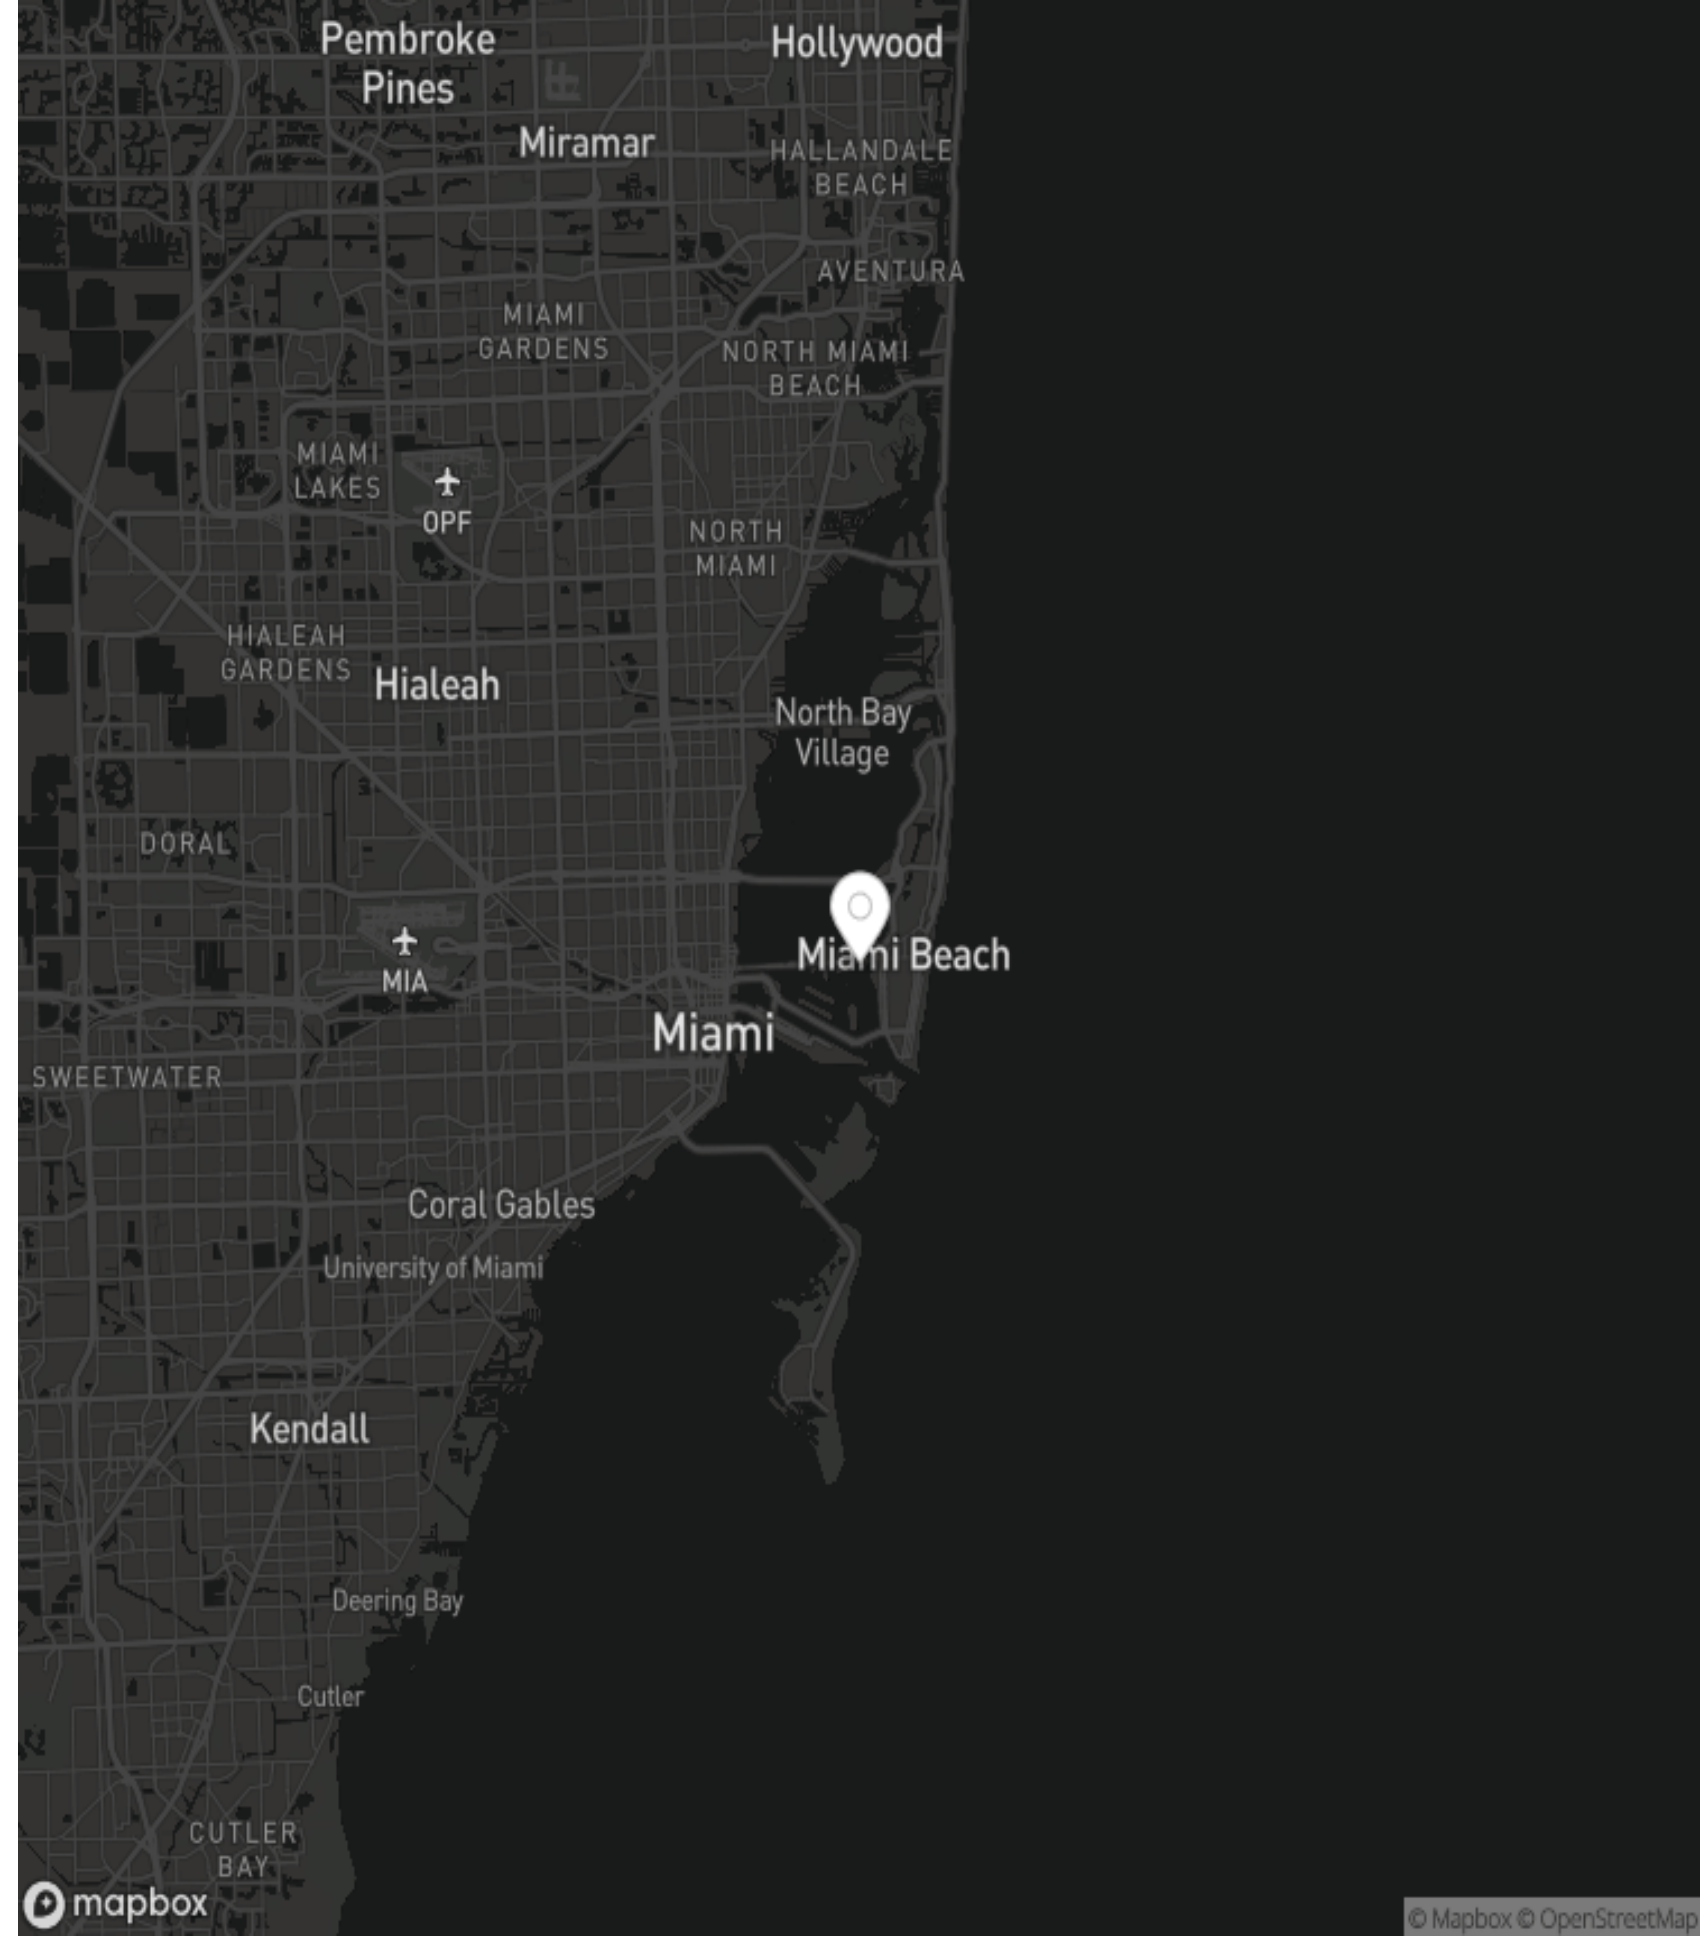 Pembroke
Pines
Hollywood
Miramar
HALLANDALE
BEACH
AVENTURA
MIAMI
GARDENS
NORTH MIAMI
BEACH
MIAMI
LAKES
OPF
NORTH
MIAMI
HIALEAH
GARDENS
Hialeah
North Bay
Village
DORAL
Miami Beach
MIA
Miami
SWEETWATER
Coral Gables
University of Miami
Kendall
Deering Bay
Cutler
CUTLER
BAY
mapbox
© Mapbox © OpenStreetMap